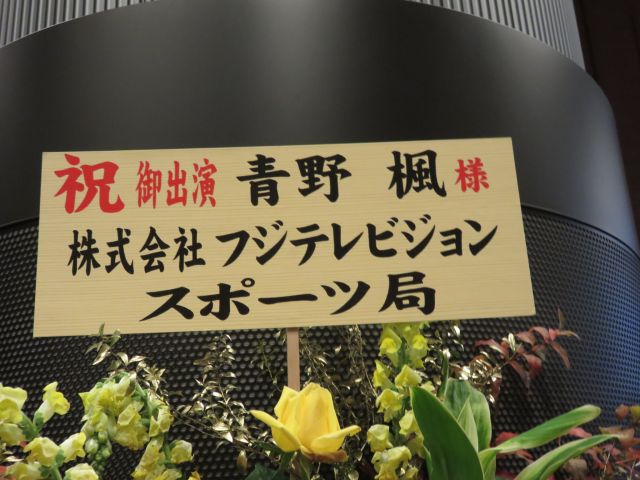 祝 御出演 青野 楓 様
株式会社 フジテレビジョン
スポーツ局